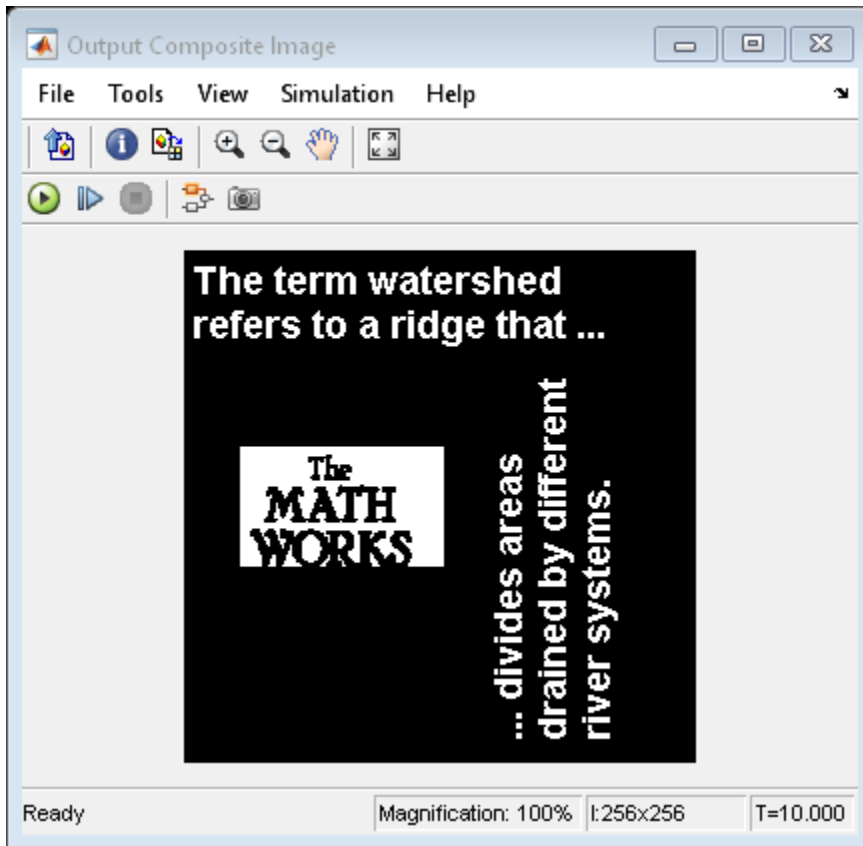 Output Composite Image
File Tools View Simulation Help
The term watershed
refers to a ridge that ...
The
MATH
WORKS
... divides areas
drained by different
river systems.
Ready
Magnification: 100%
I:256x256
T=10.000